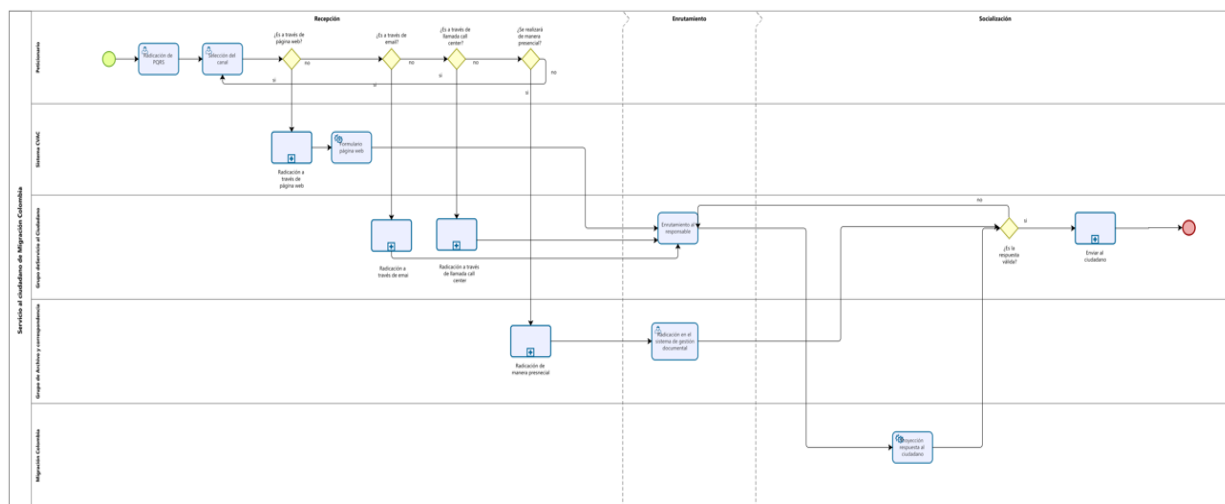 Servicio al ciudadano de Migración Colombia
Recepción
Enrutamiento
Socialización
Peticionario
Radicación de
PQRS
Selección del
canal
¿Es a través de
página web?
no
si
¿Es a través de
email?
no
si
¿Es a través de
llamada call
center?
no
si
¿Se realizará
de manera
presencial?
no
si
Sistema CVAC
Radicación a
través de
página web
Formulario
página web
Grupo deServicio al Ciudadano
Radicación a
través de emai
Radicación a través
de llamada call
center
Enrutamiento al
responsable
no
¿Es le
respuesta
válida?
si
Enviar al
ciudadano
Grupo de Archivo y correspondencia
Radicación de
manera presnecial
Radicación en el
sistema de gestión
documental
Migración Colombia
Proyección
respuesta al
ciudadano